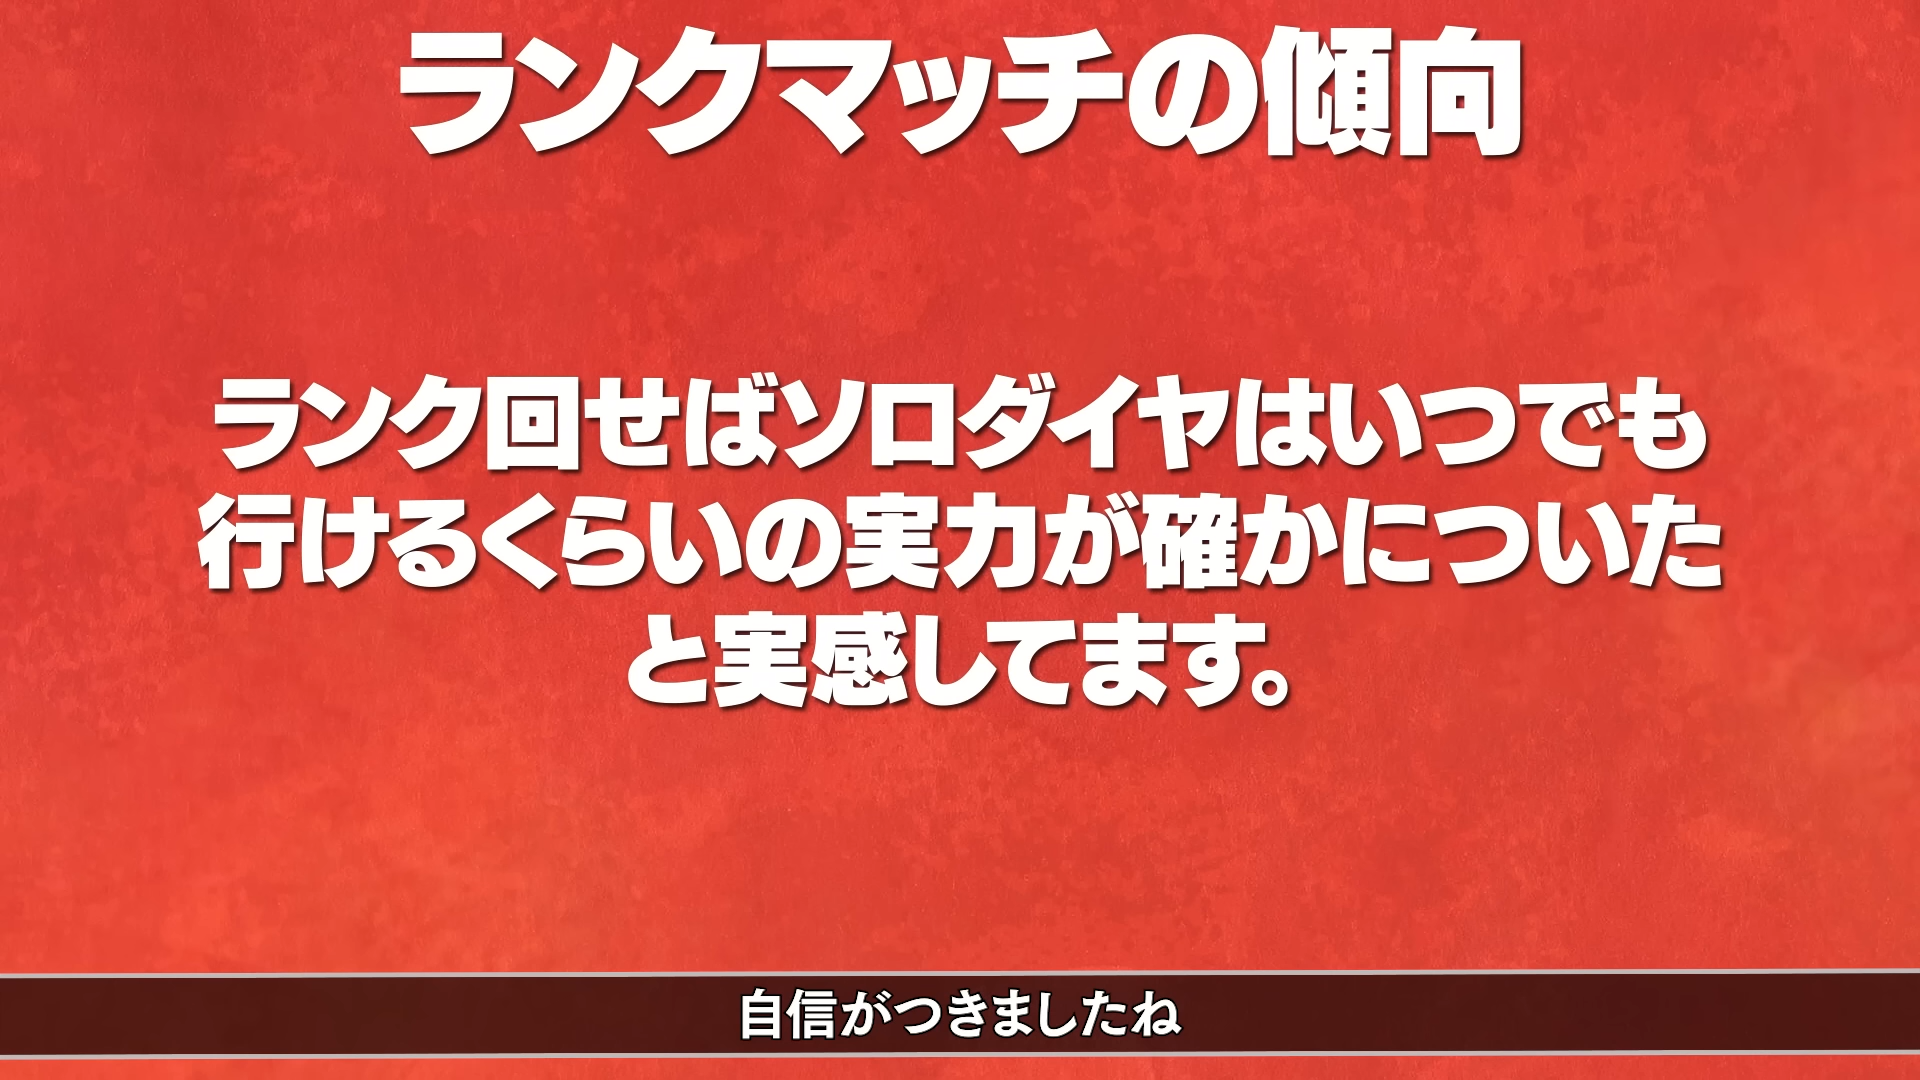 ランクマッチの傾向
ランク回せばソロダイヤはいつでも
行けるくらいの実力が確かについた
と実感してます。
自信がつきましたね